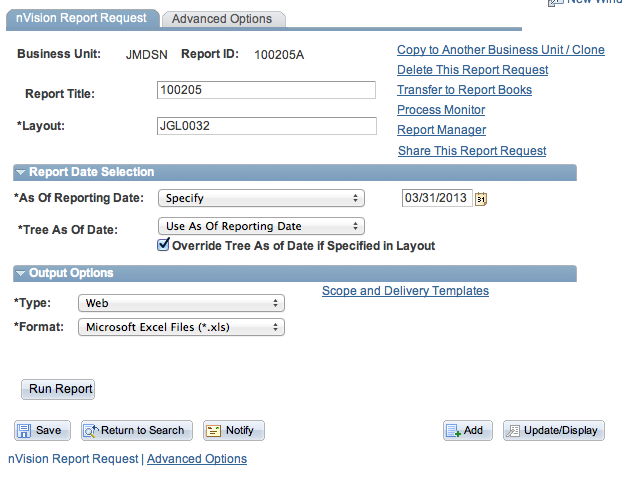 New Wind
nVision Report Request Advanced Options
Business Unit: JMDSN Report ID: 100205A
Copy to Another Business Unit / Clone
Delete This Report Request
Report Title: 100205
Transfer to Report Books
Process Monitor
*Layout: JGL0032
Report Manager
Share This Report Request
Report Date Selection
*As Of Reporting Date: Specify 03/31/2013 31
*Tree As Of Date: Use As Of Reporting Date
Override Tree As of Date if Specified in Layout
Output Options
Scope and Delivery Templates
*Type: Web
*Format: Microsoft Excel Files (*.xls)
Run Report
Save Return to Search Notify Add Update/Display
nVision Report Request | Advanced Options